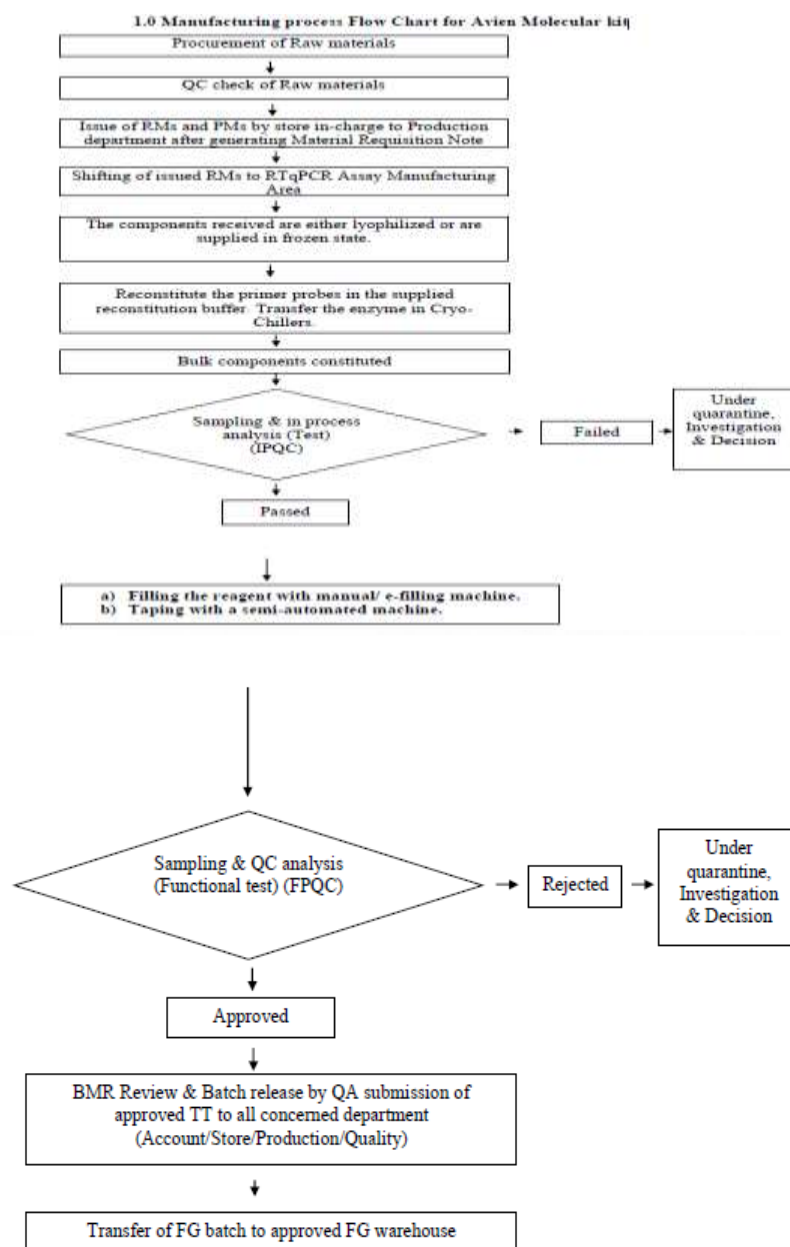 1.0 Manufacturing process Flow Chart for Avien Molecular kit
Procurement of Raw materials
QC check of Raw materials
Issue of RMs and PMs by store in-charge to Production
department after generating Material Requisition Note
Shifting of issued RMs to RTqPCR Assay Manufacturing
Area
The components received are either lyophilized or are
supplied in frozen state.
Reconstitute the primer probes in the supplied
reconstitution buffer. Transfer the enzyme in Cryo-
Chillers.
Bulk components constituted
Sampling & in process
analysis (Test)
(IPQC)
Failed
Under
quarantine,
Investigation
& Decision
Passed
a) Filling the reagent with manual/ e-filling machine.
b) Taping with a semi-automated machine.
Sampling & QC analysis
(Functional test) (FPQC)
Rejected
Under
quarantine,
Investigation
& Decision
Approved
BMR Review & Batch release by QA submission of
approved TT to all concerned department
(Account/Store/Production/Quality)
Transfer of FG batch to approved FG warehouse